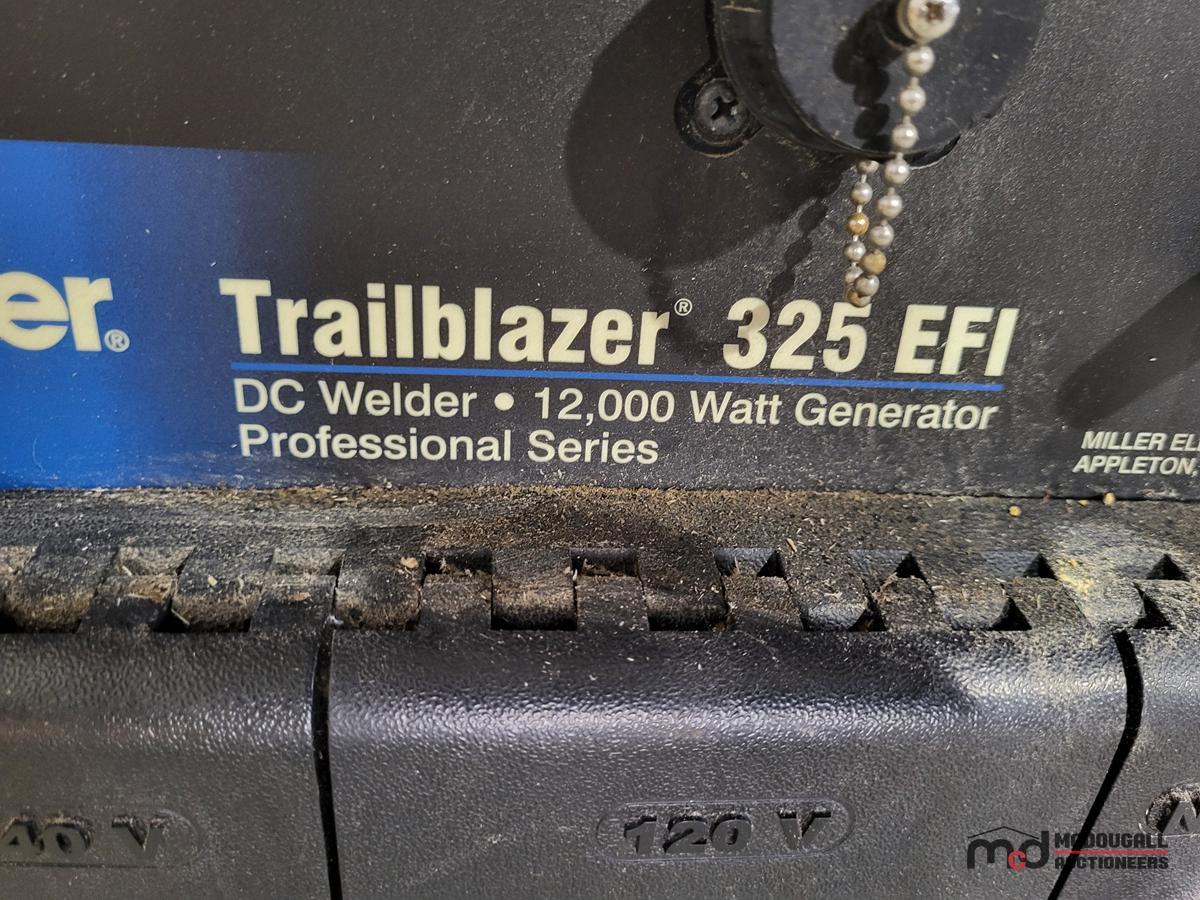 er®
Trailblazer® 325 EFI
DC Welder • 12,000 Watt Generator
Professional Series
MILLER EL
APPLETON,
40 V
120 V
A
mcd McDOUGALL
AUCTIONEERS